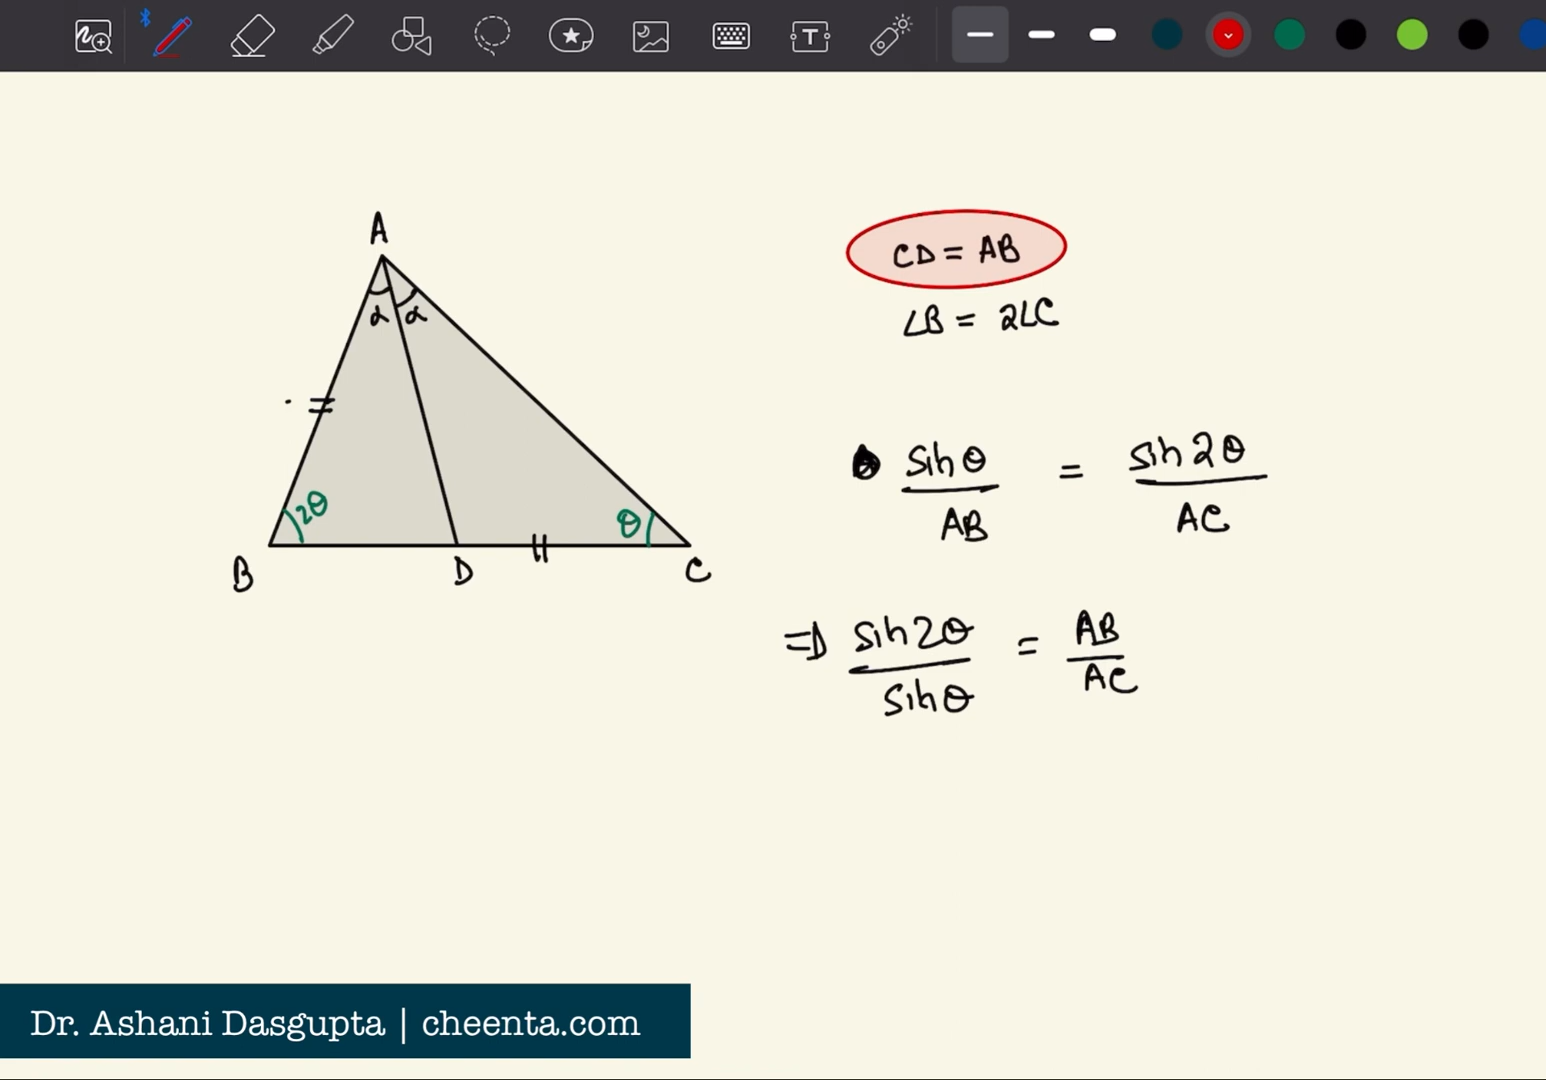 A
α α
=
2θ
θ
B D C
CD = AB
∠B = 2∠C
sinθ/AB = sin2θ/AC
⇒ sin2θ/sinθ = AB/AC
T
Dr. Ashani Dasgupta | cheenta.com